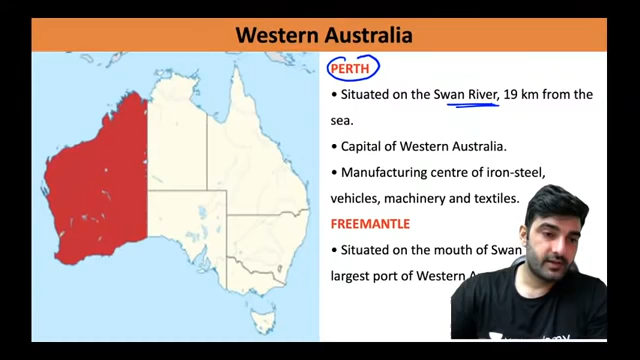 Western Australia
PERTH
• Situated on the Swan River, 19 km from the
sea.
• Capital of Western Australia.
• Manufacturing centre of iron-steel,
vehicles, machinery and textiles.
FREEMANTLE
• Situated on the mouth of Swan
largest port of Western